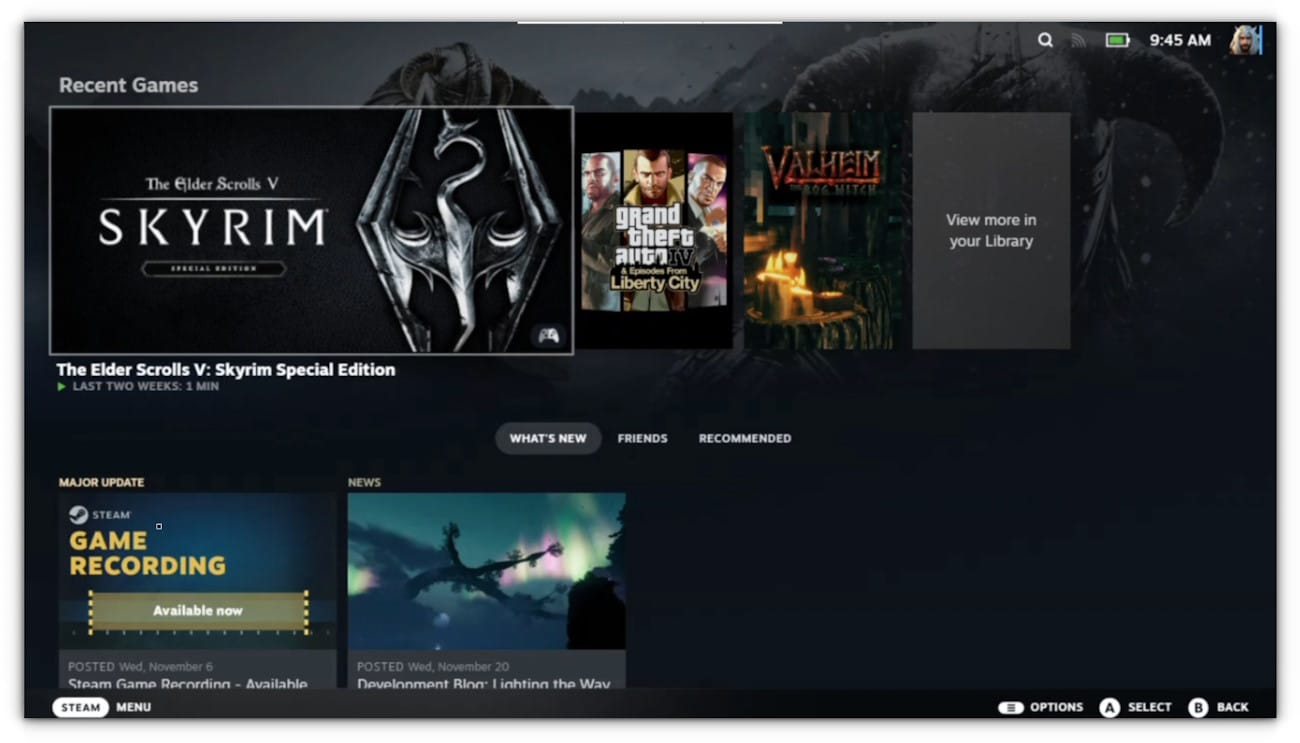 9:45 AM
Recent Games
The Elder Scrolls V
SKYRIM
SPECIAL EDITION
grand
theft
auto IV
& Episodes From
Liberty City
VALHEIM
THE BOG WITCH
View more in
your Library
The Elder Scrolls V: Skyrim Special Edition
LAST TWO WEEKS: 1 MIN
WHAT'S NEW
FRIENDS
RECOMMENDED
MAJOR UPDATE
NEWS
STEAM
GAME
RECORDING
Available now
POSTED Wed, November 6
Steam Game Recording - Available
POSTED Wed, November 20
Development Blog: Lighting the Way
STEAM MENU
OPTIONS
A SELECT
B BACK